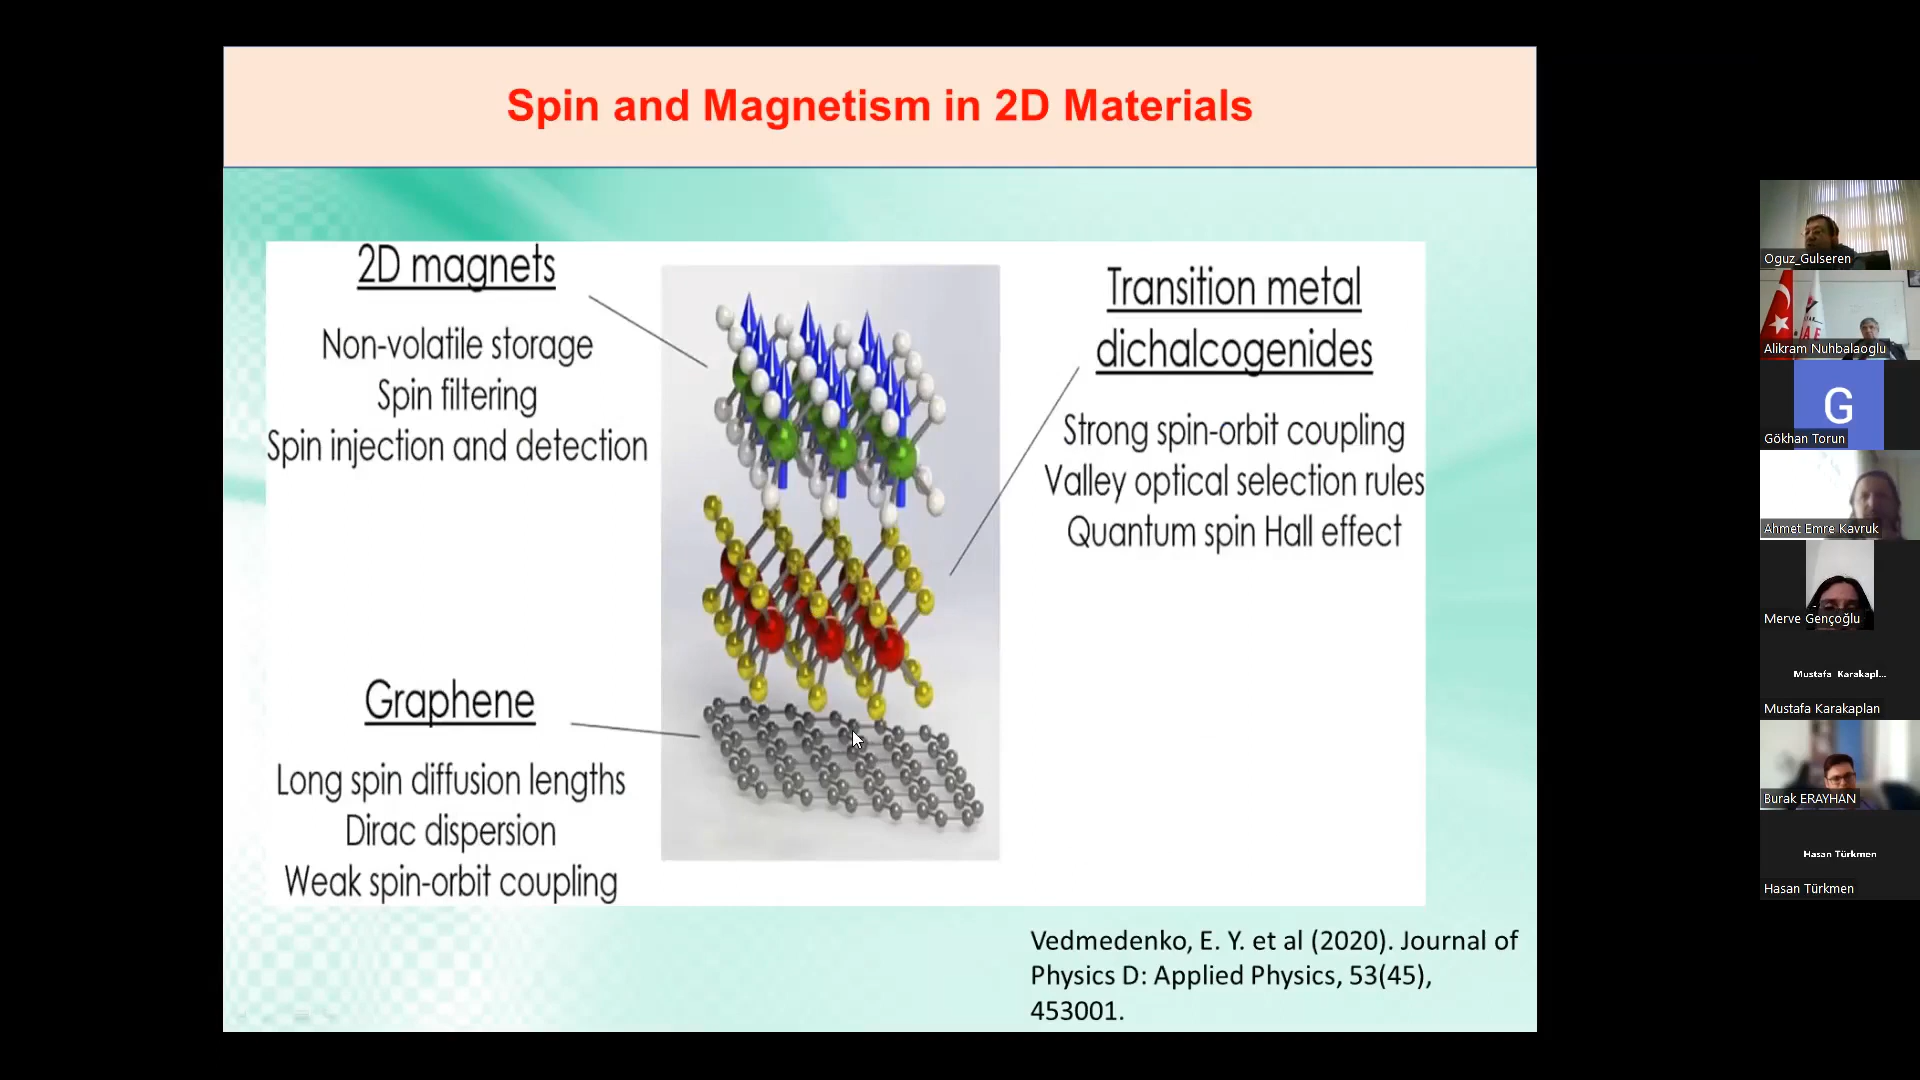 Spin and Magnetism in 2D Materials
2D magnets
Non-volatile storage
Spin filtering
Spin injection and detection
Transition metal
dichalcogenides
Strong spin-orbit coupling
Valley optical selection rules
Quantum spin Hall effect
Graphene
Long spin diffusion lengths
Dirac dispersion
Weak spin-orbit coupling
Vedmedenko, E. Y. et al (2020). Journal of
Physics D: Applied Physics, 53(45),
453001.
Oguz_Gulseren
Alikram Nuhbalaoglu
G
Gökhan Torun
Ahmet Emre Kavruk
Merve Gençoğlu
Mustafa Karakapl...
Mustafa Karakaplan
Burak ERAYHAN
Hasan Türkmen
Hasan Türkmen